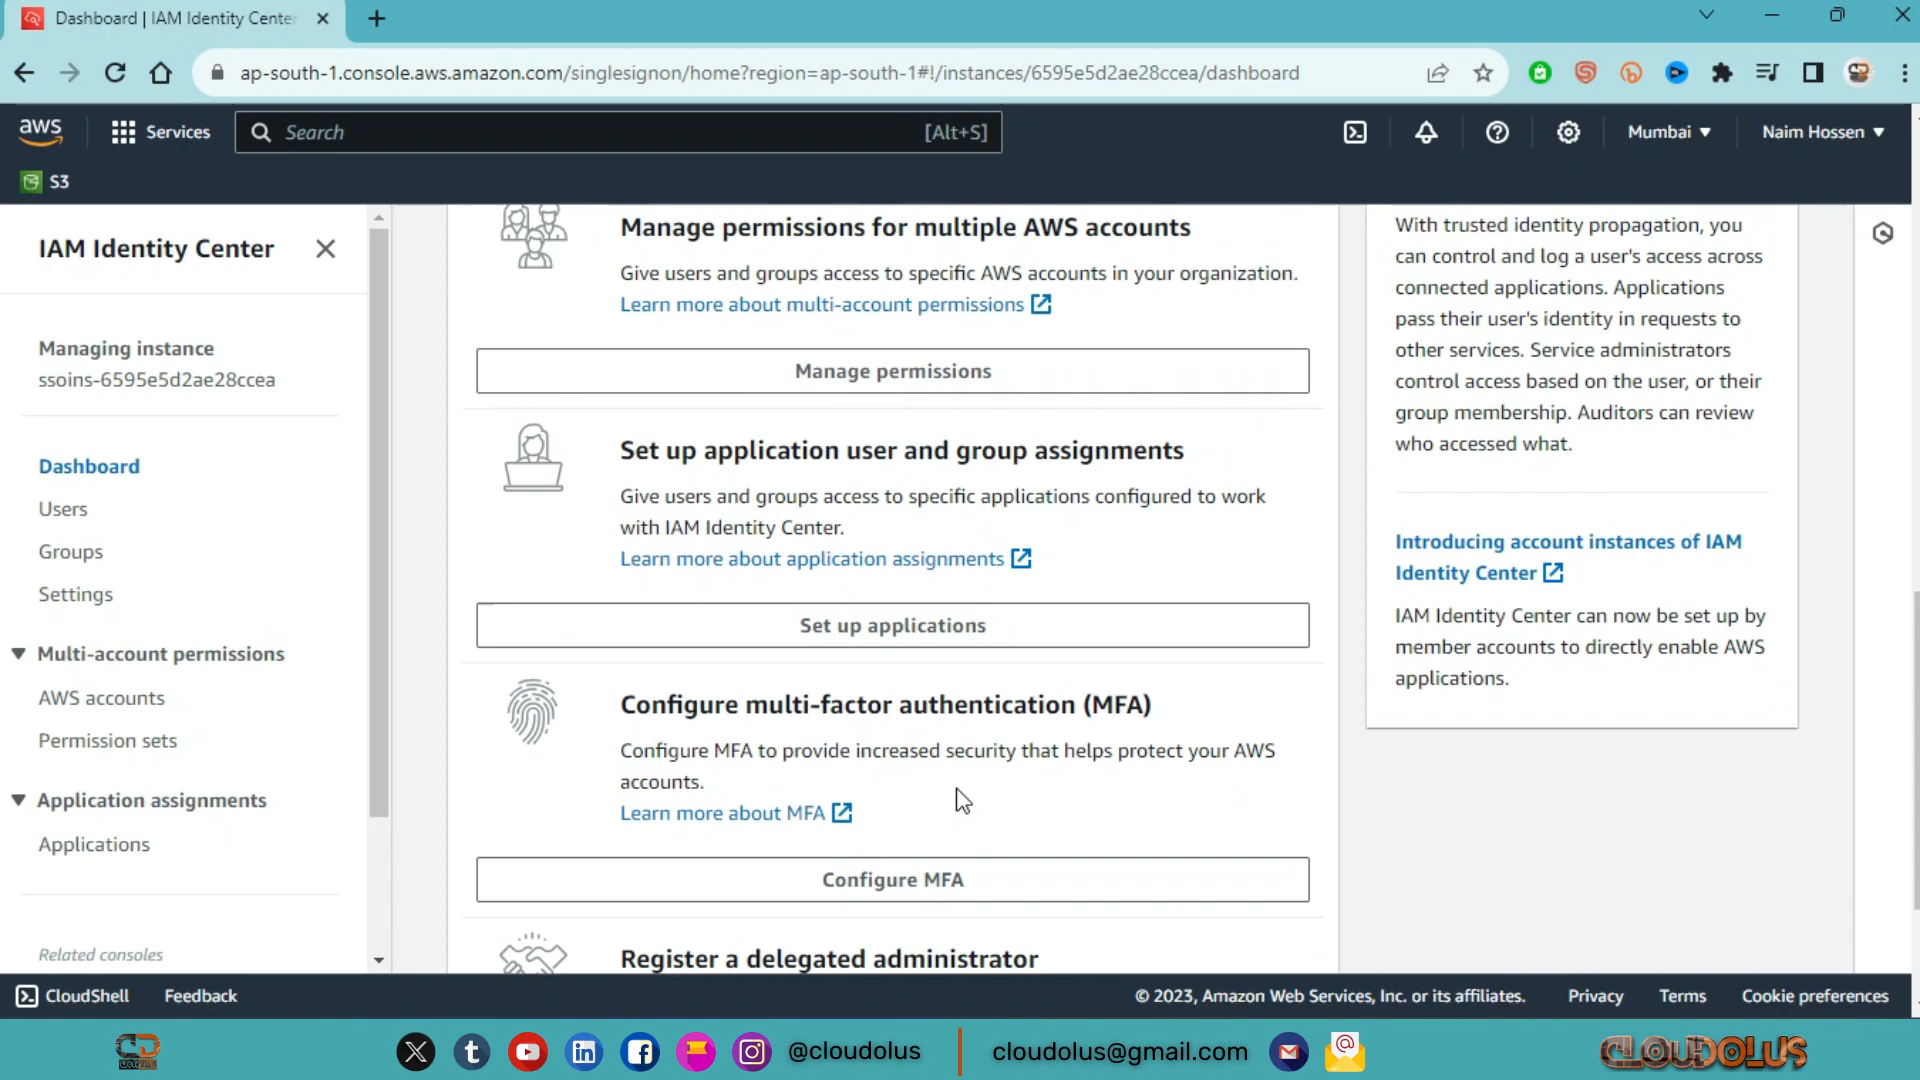 Dashboard | IAM Identity Center
ap-south-1.console.aws.amazon.com/singlesignon/home?region=ap-south-1#!/instances/6595e5d2ae28ccea/dashboard
aws
Services
Search
[Alt+S]
Mumbai
Naim Hossen
S3
IAM Identity Center
Managing instance
ssoins-6595e5d2ae28ccea
Dashboard
Users
Groups
Settings
Multi-account permissions
AWS accounts
Permission sets
Application assignments
Applications
Related consoles
Manage permissions for multiple AWS accounts
Give users and groups access to specific AWS accounts in your organization.
Learn more about multi-account permissions
Manage permissions
Set up application user and group assignments
Give users and groups access to specific applications configured to work
with IAM Identity Center.
Learn more about application assignments
Set up applications
Configure multi-factor authentication (MFA)
Configure MFA to provide increased security that helps protect your AWS
accounts.
Learn more about MFA
Configure MFA
Register a delegated administrator
With trusted identity propagation, you
can control and log a user's access across
connected applications. Applications
pass their user's identity in requests to
other services. Service administrators
control access based on the user, or their
group membership. Auditors can review
who accessed what.
Introducing account instances of IAM
Identity Center
IAM Identity Center can now be set up by
member accounts to directly enable AWS
applications.
CloudShell
Feedback
© 2023, Amazon Web Services, Inc. or its affiliates.
Privacy
Terms
Cookie preferences
@cloudolus
cloudolus@gmail.com
CLOUDOLUS